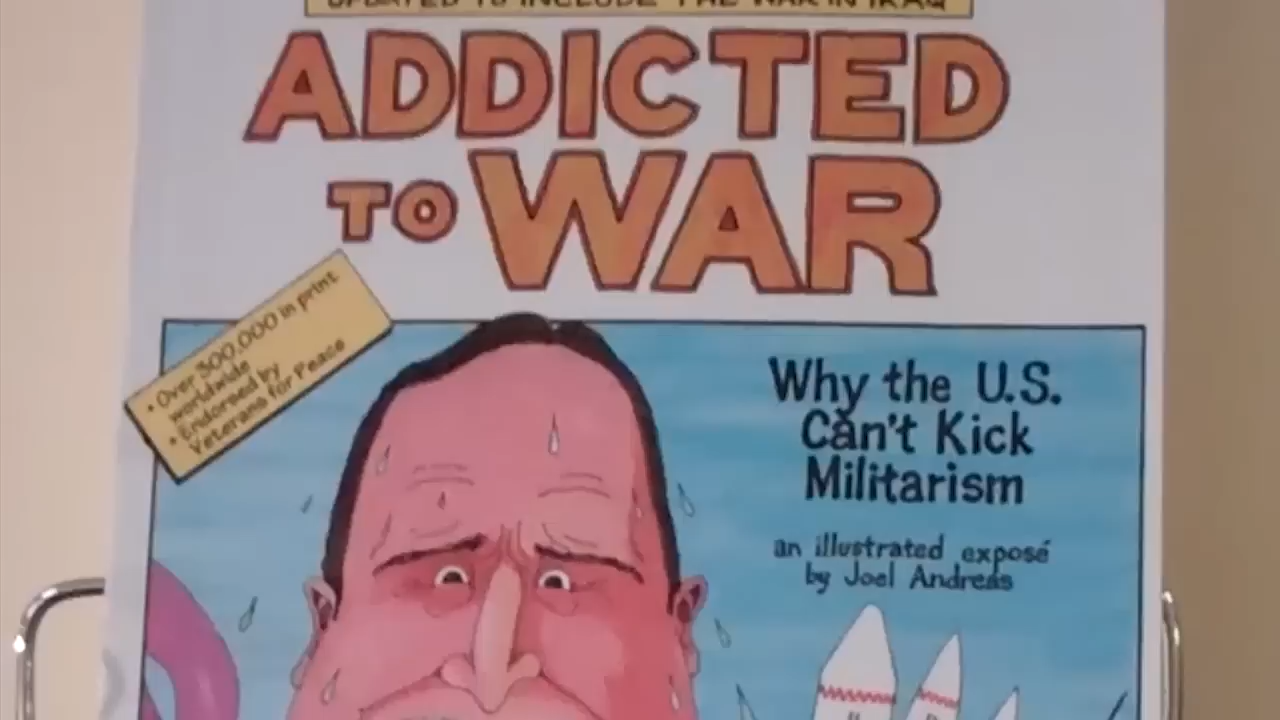 UPDATED TO INCLUDE THE WAR IN IRAQ
ADDICTED
TO WAR
• Over 300,000 in print
worldwide
• Endorsed by
Veterans for Peace
Why the U.S.
Can't Kick
Militarism
an illustrated exposé
by Joel Andreas